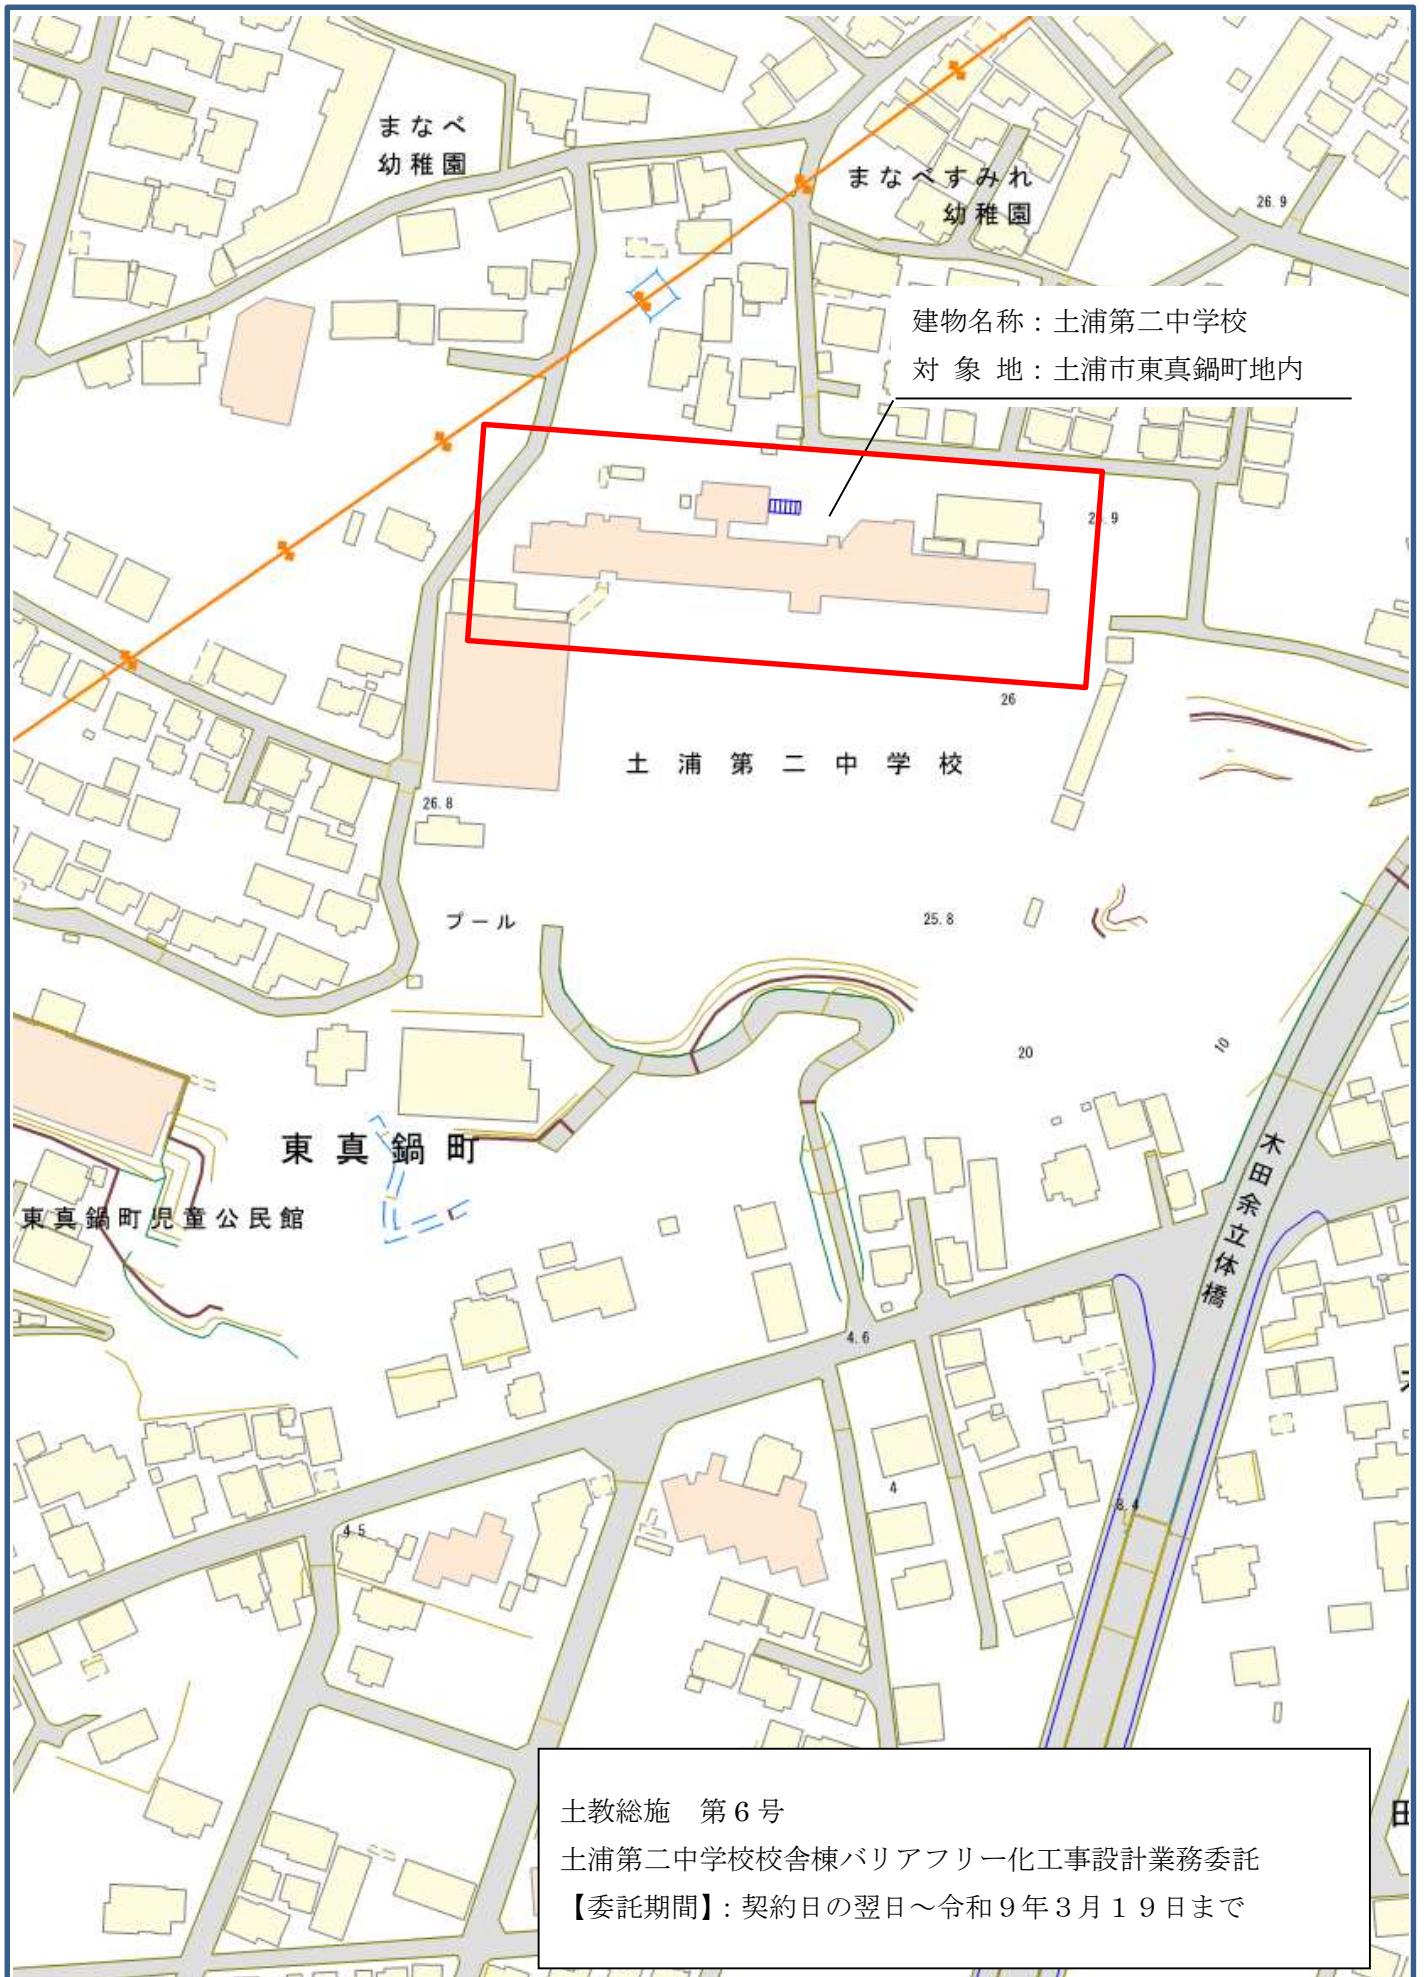 まなべ
幼稚園
まなべすみれ
幼稚園
26.9
建物名称：土浦第二中学校
対 象 地：土浦市東真鍋町地内
26
土浦第二中学校
26.8
プール
25.8
20
10
東真鍋町
木田余立体橋
東真鍋町児童公民館
4.6
4
8.4
4.5
土教総施　第６号
土浦第二中学校校舎棟バリアフリー化工事設計業務委託
【委託期間】：契約日の翌日～令和９年３月１９日まで
田